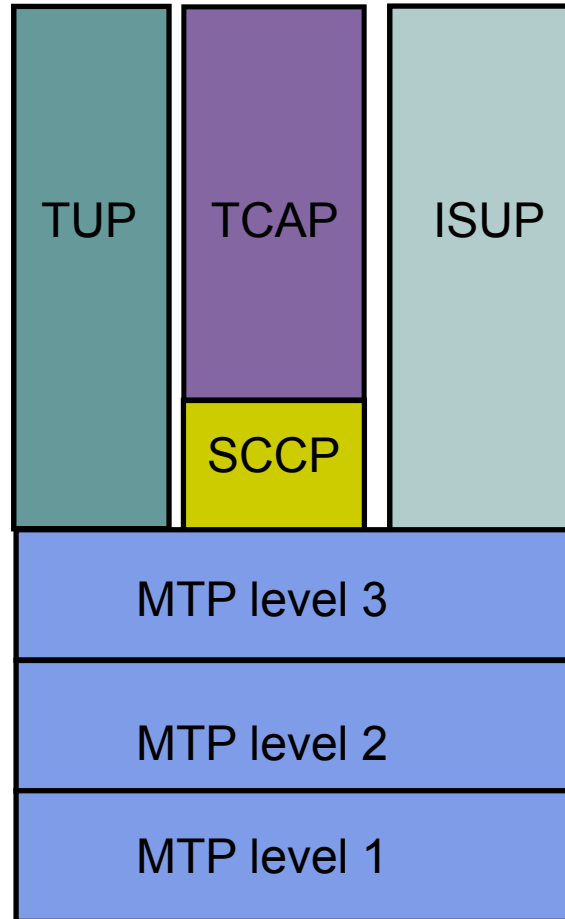 TUP
TCAP
ISUP
SCCP
MTP level 3
MTP level 2
MTP level 1